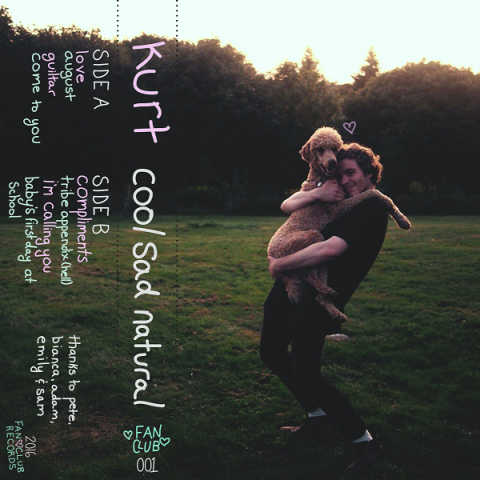 Kurt cool sad natural
FAN
CLUB
001
SIDE A
love
august
guiltar
come to you
SIDE B
compliments
tribe appendix (hell)
i'm calling you
baby's first day at
school
thanks to pete,
bianca, adam,
emily & sam
2016
FAN CLUB
RECORDS